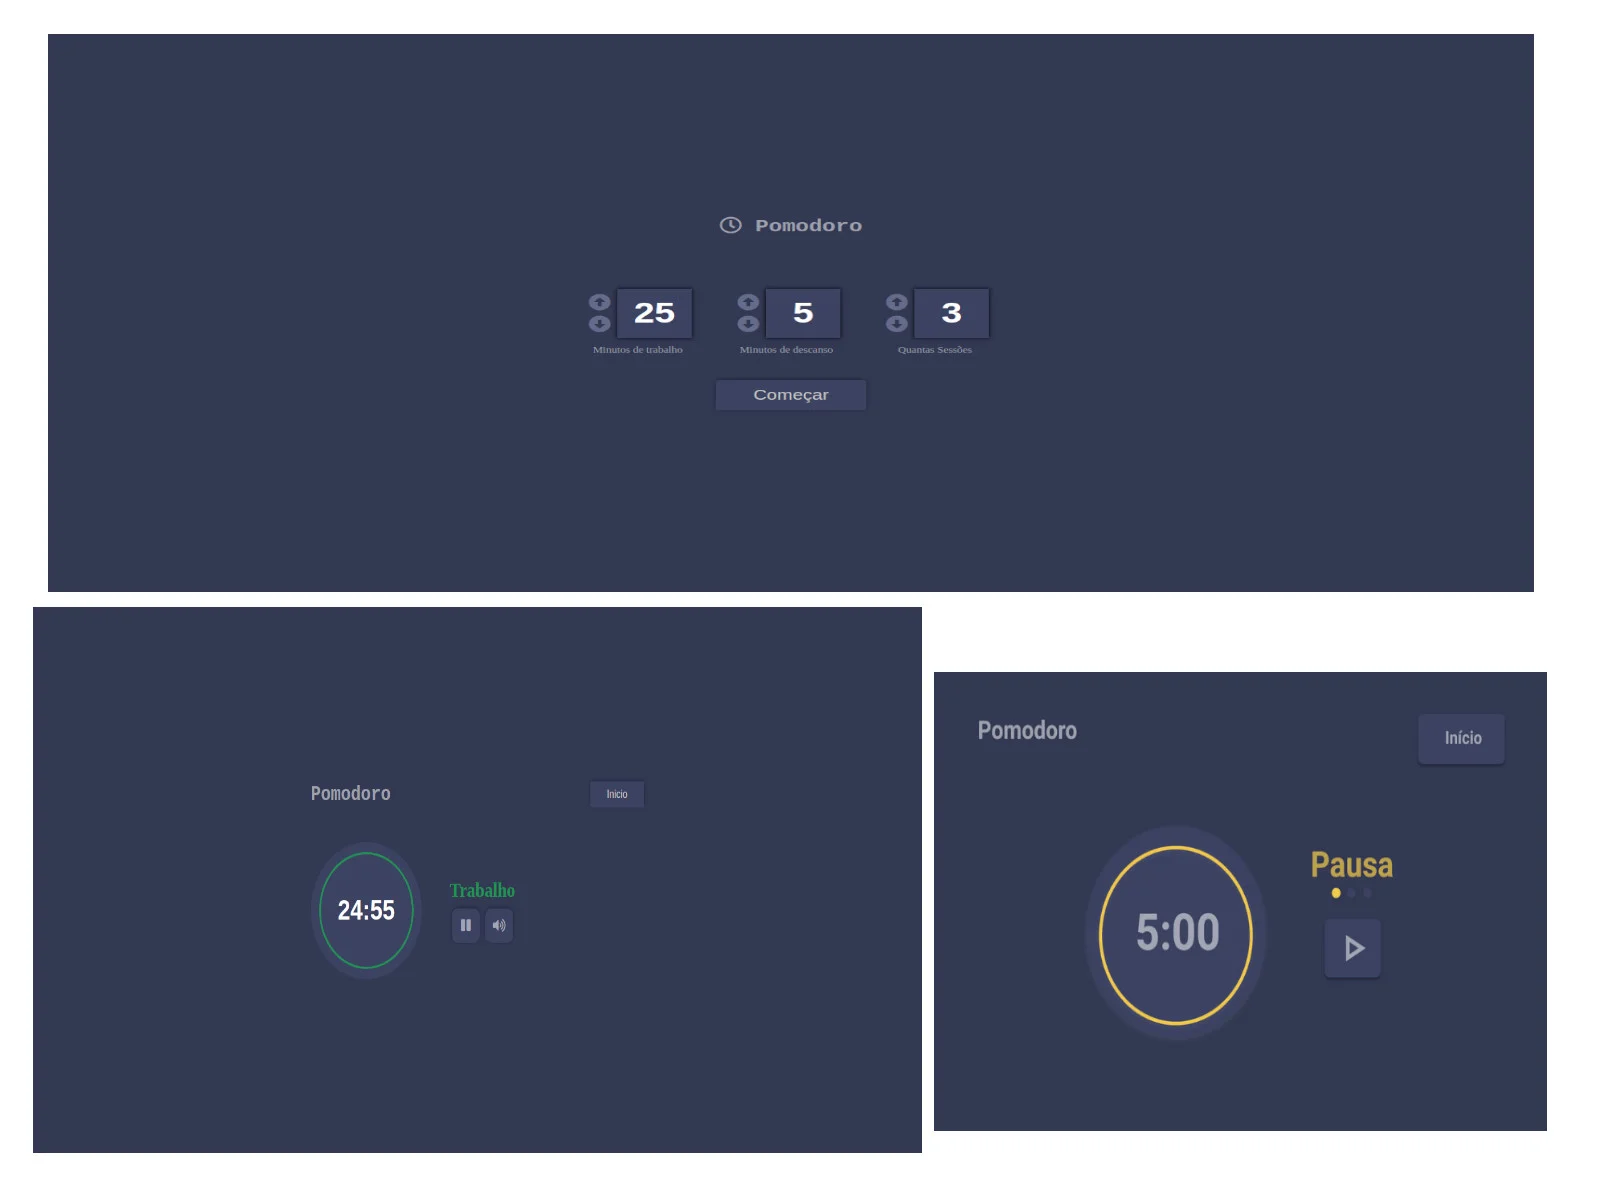 Pomodoro
25 5 3
Minutos de trabalho Minutos de descanso Quantas Sessões
Começar
Pomodoro Inicio
24:55
Trabalho
Pomodoro Início
5:00
Pausa